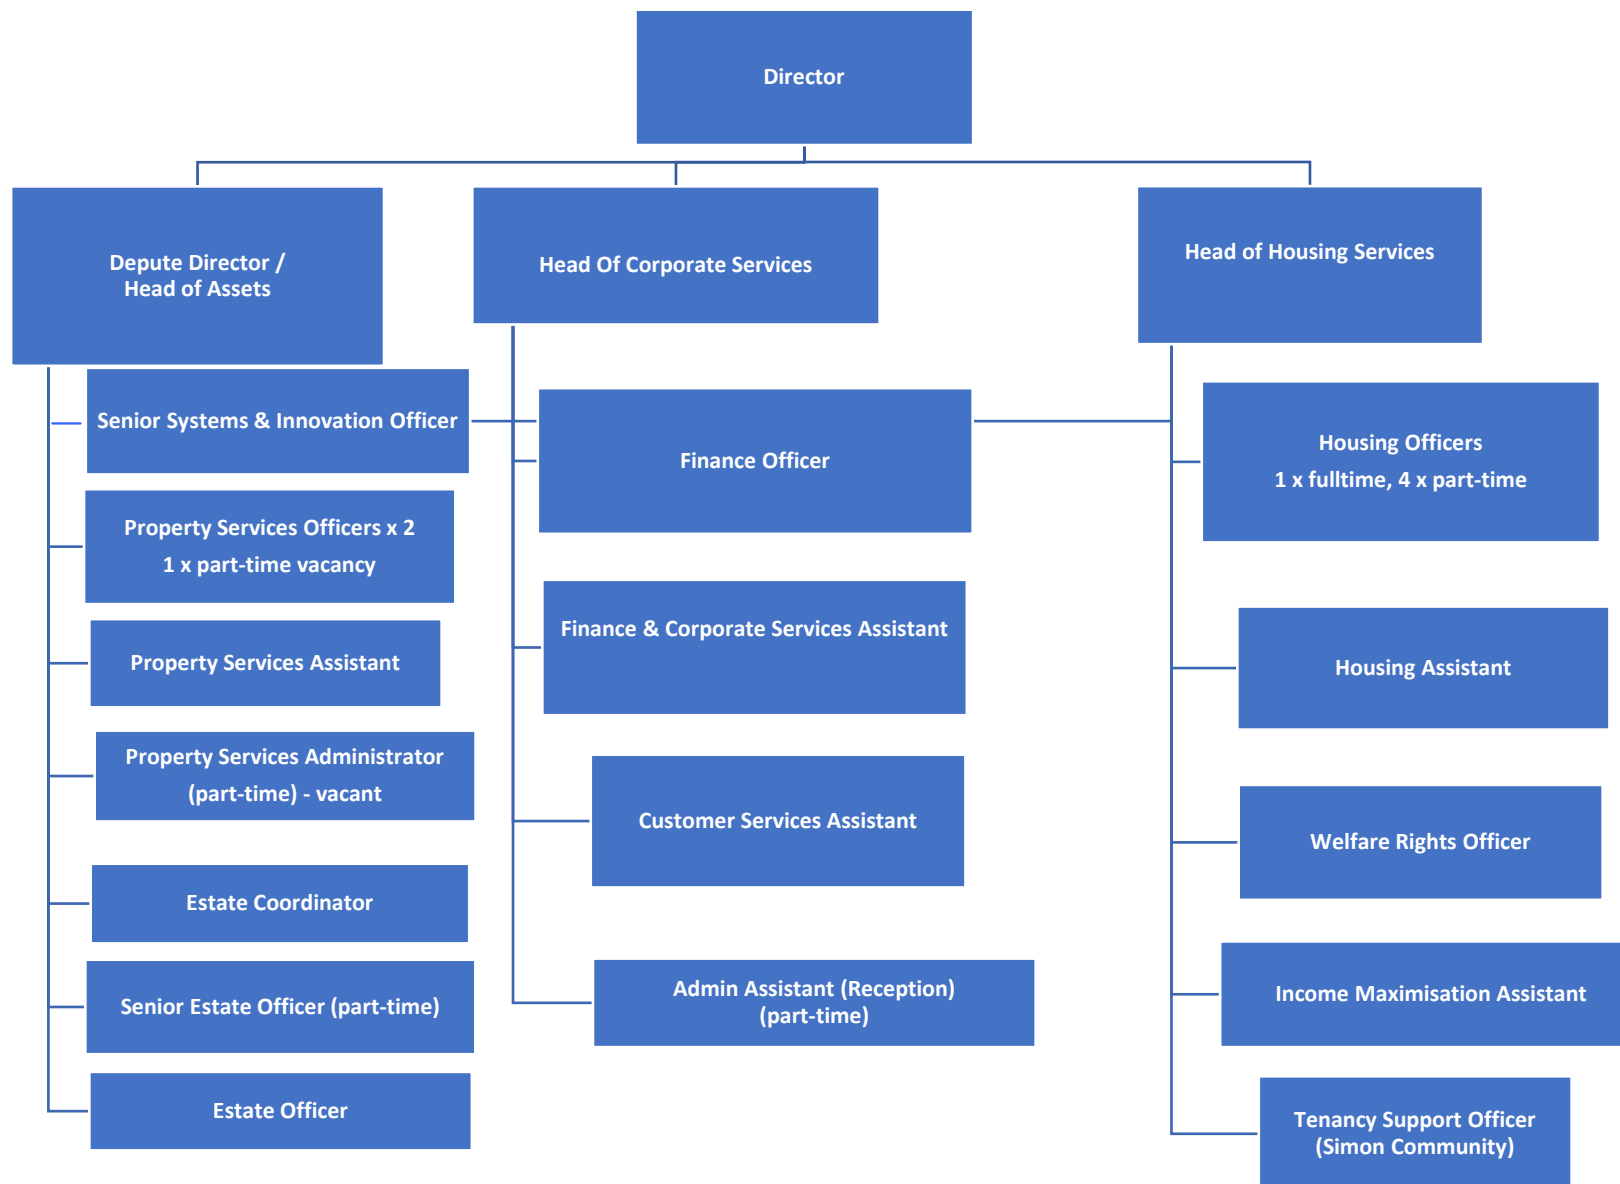 Director
Depute Director /
Head of Assets
Head Of Corporate Services
Head of Housing Services
Senior Systems & Innovation Officer
Property Services Officers x 2
1 x part-time vacancy
Property Services Assistant
Property Services Administrator
(part-time) - vacant
Estate Coordinator
Senior Estate Officer (part-time)
Estate Officer
Finance Officer
Finance & Corporate Services Assistant
Customer Services Assistant
Admin Assistant (Reception)
(part-time)
Housing Officers
1 x fulltime, 4 x part-time
Housing Assistant
Welfare Rights Officer
Income Maximisation Assistant
Tenancy Support Officer
(Simon Community)